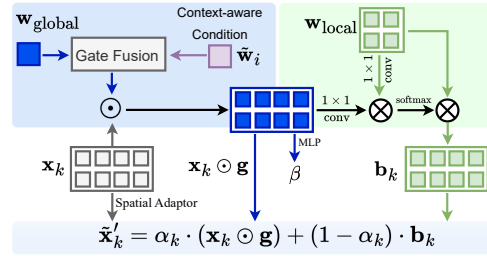 w_global
Context-aware
Condition
w̃_i
Gate Fusion
w_local
1 × 1
conv
⊙
1 × 1
conv
⊗
softmax
⊗
x_k
x_k ⊙ g
MLP
β
b_k
Spatial Adaptor
x̃′_k = α_k · (x_k ⊙ g) + (1 − α_k) · b_k